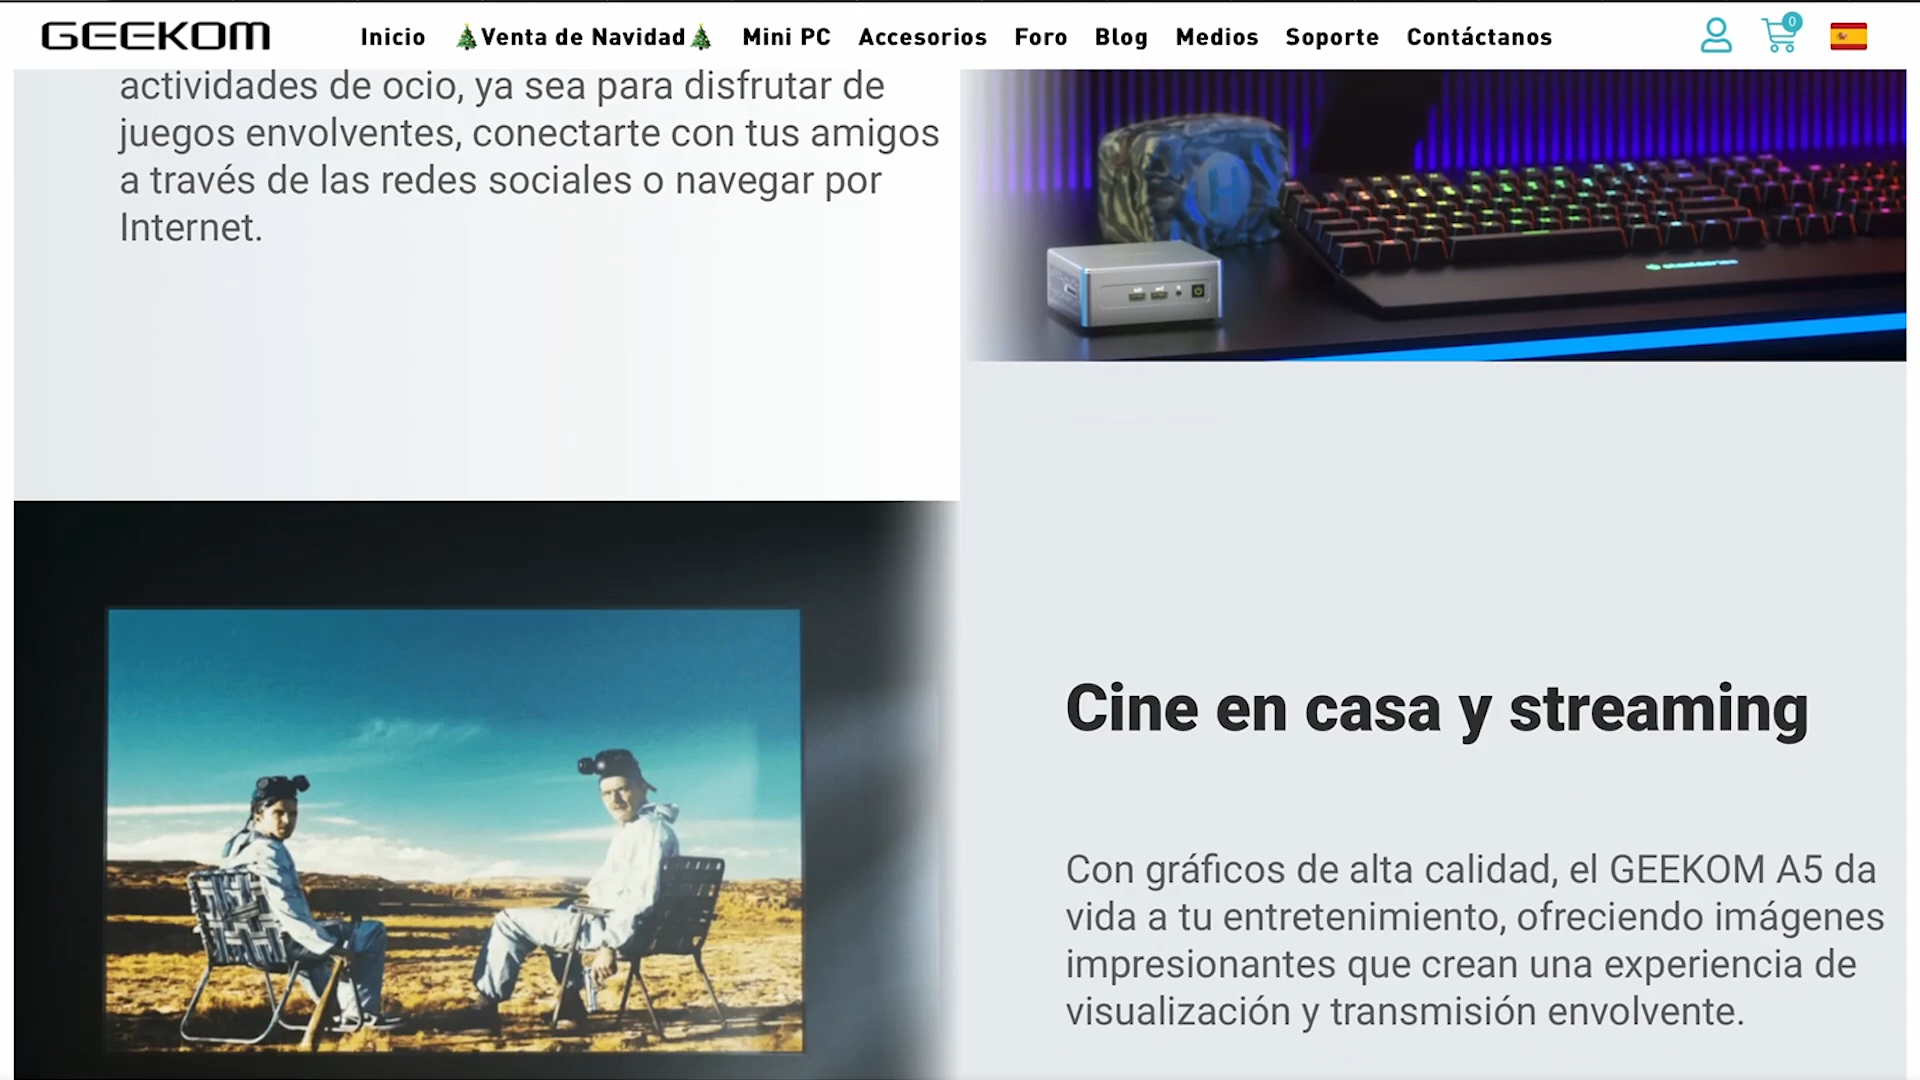 GEEKOM
Inicio
🎄Venta de Navidad🎄
Mini PC
Accesorios
Foro
Blog
Medios
Soporte
Contáctanos
0
actividades de ocio, ya sea para disfrutar de
juegos envolventes, conectarte con tus amigos
a través de las redes sociales o navegar por
Internet.
steelseries
Cine en casa y streaming
Con gráficos de alta calidad, el GEEKOM A5 da
vida a tu entretenimiento, ofreciendo imágenes
impresionantes que crean una experiencia de
visualización y transmisión envolvente.